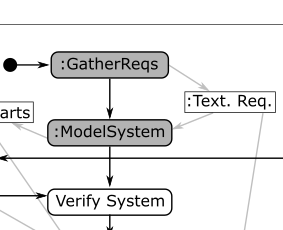 :GatherReqs
:Text. Req.
arts
:ModelSystem
Verify System